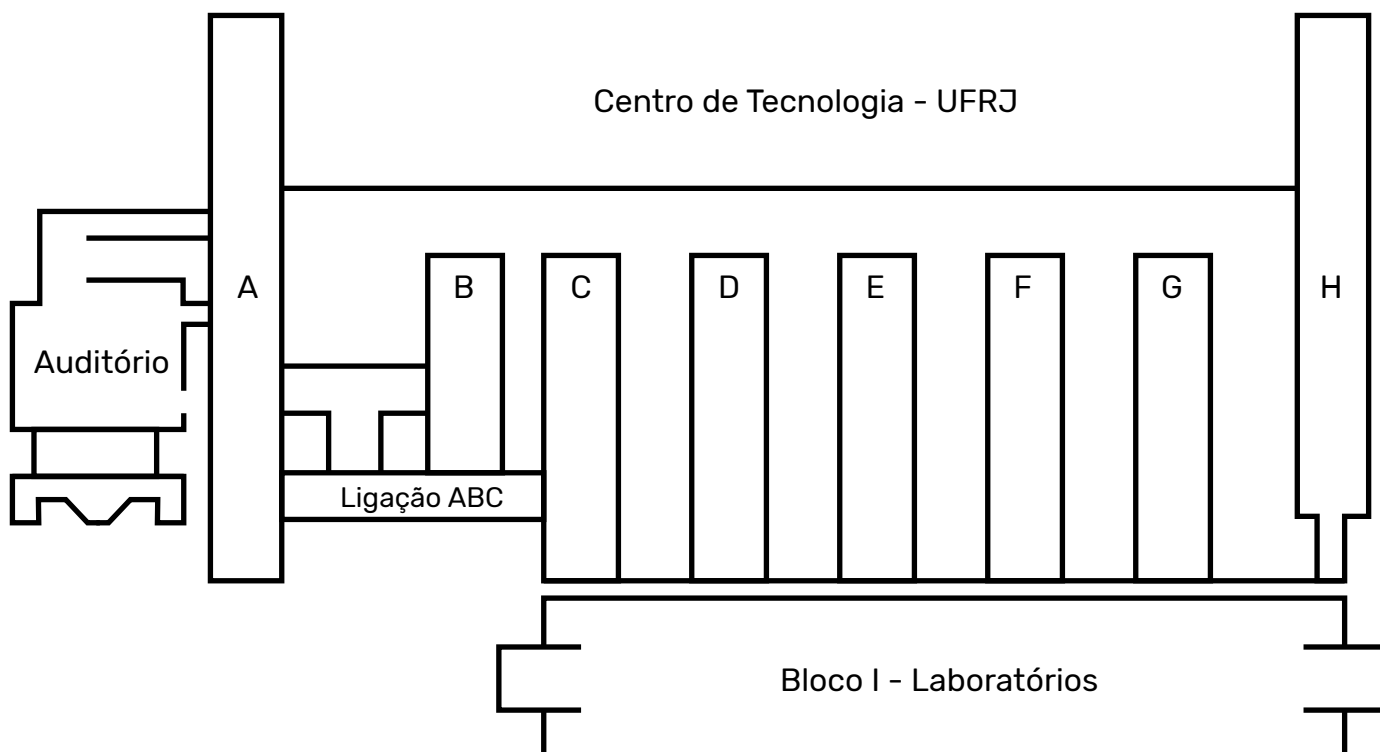 Centro de Tecnologia - UFRJ
A
B
C
D
E
F
G
H
Auditório
Ligação ABC
Bloco I - Laboratórios